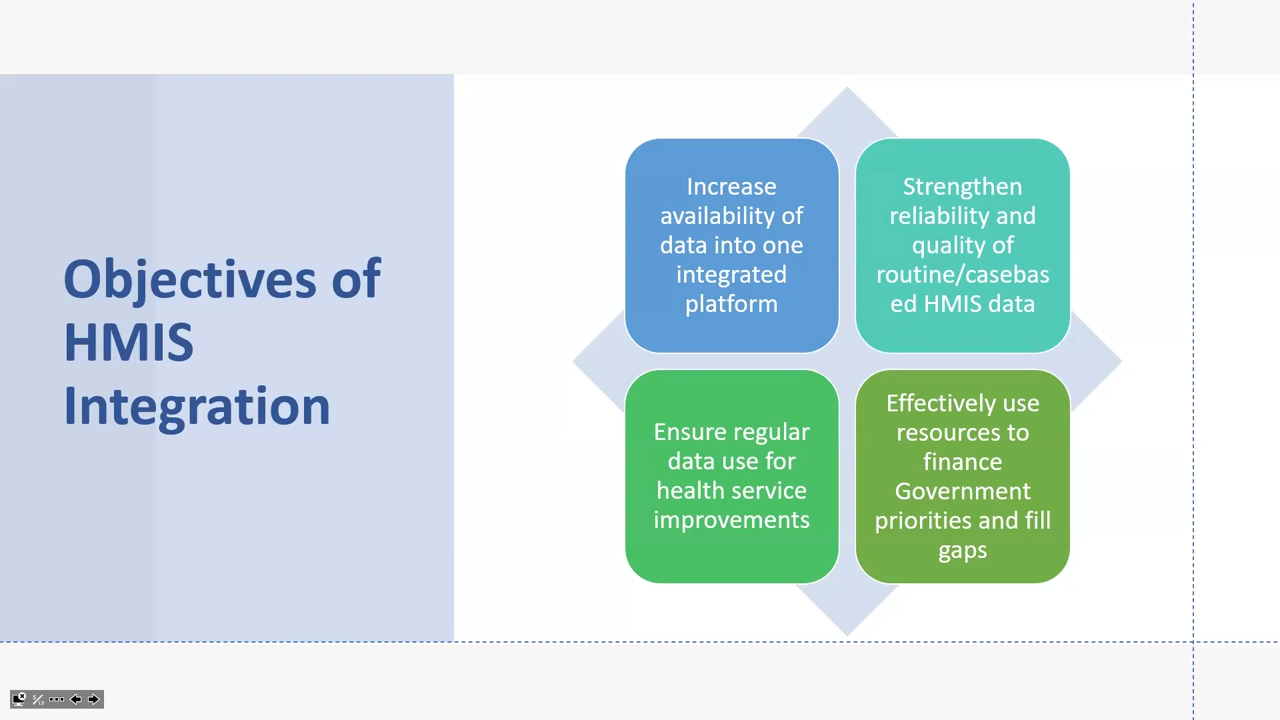 Objectives of
HMIS
Integration
Increase
availability of
data into one
integrated
platform
Strengthen
reliability and
quality of
routine/casebas
ed HMIS data
Ensure regular
data use for
health service
improvements
Effectively use
resources to
finance
Government
priorities and fill
gaps